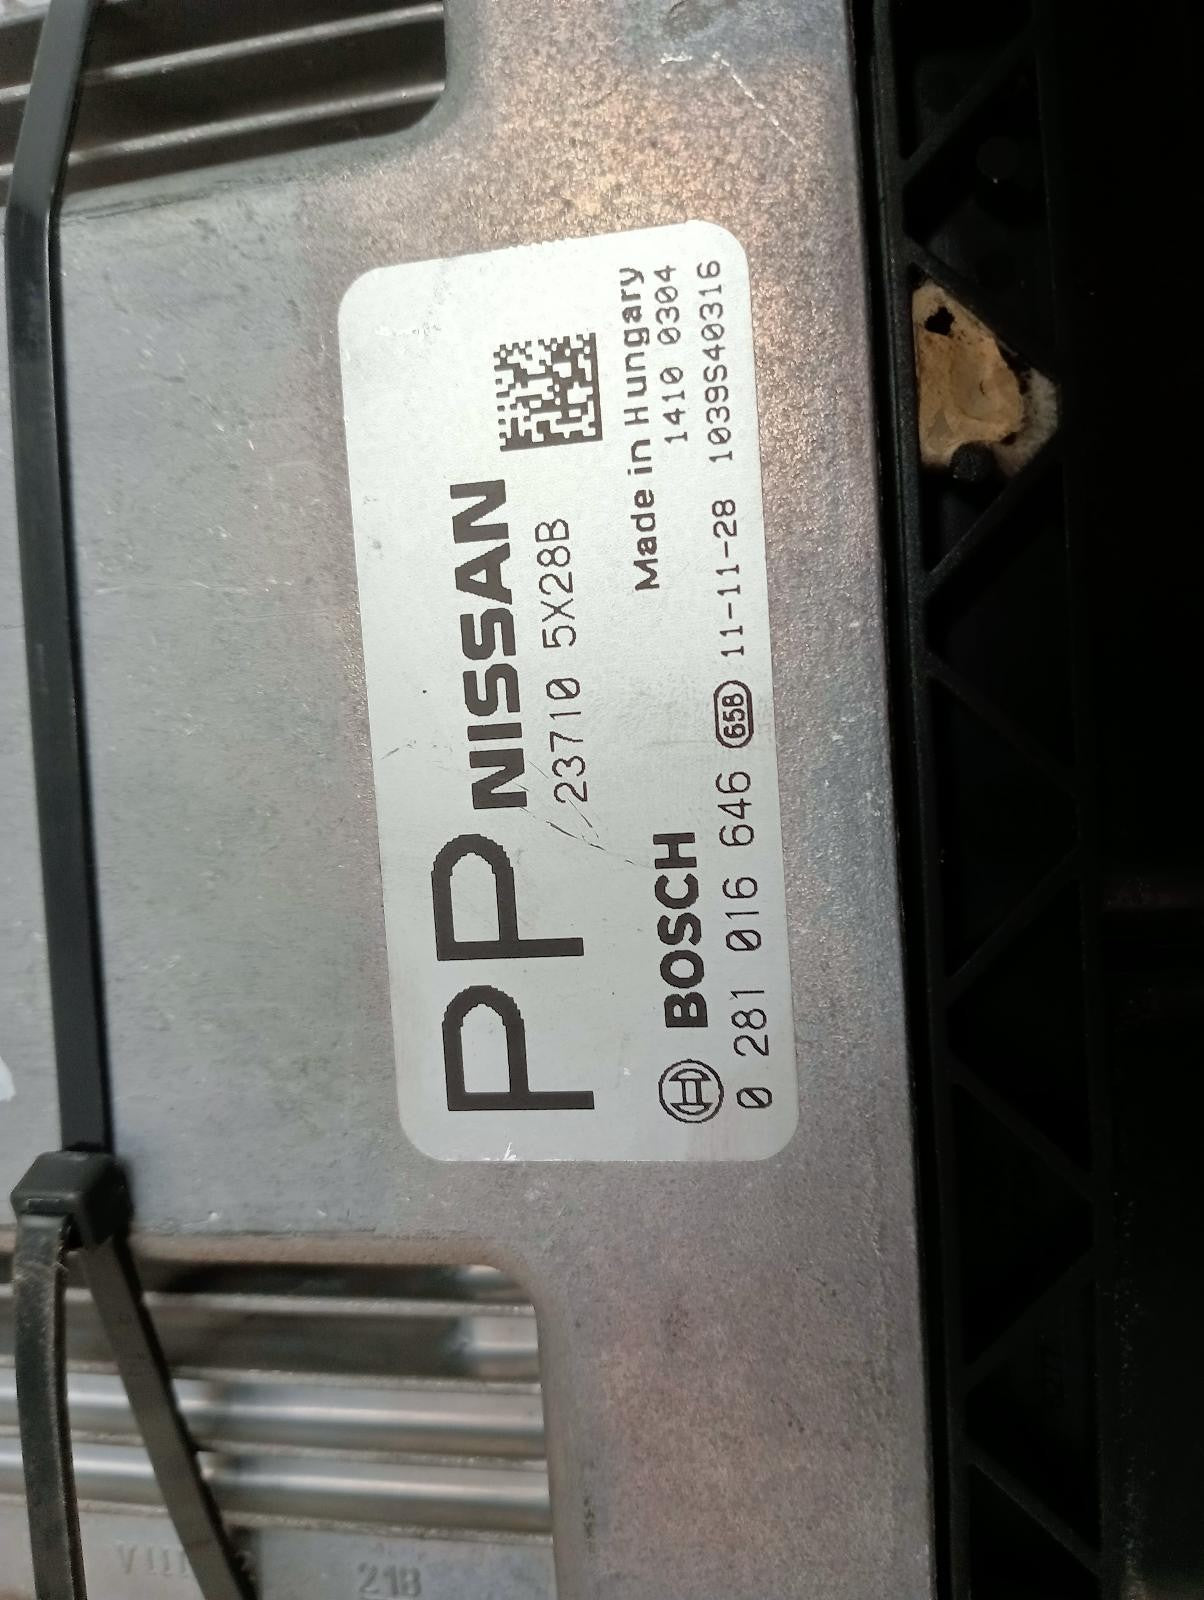 PP NISSAN
23710 5X28B
Made in Hungary
BOSCH 1410 0304
0 281 016 646 65B 11-11-28 1039S40316
21B